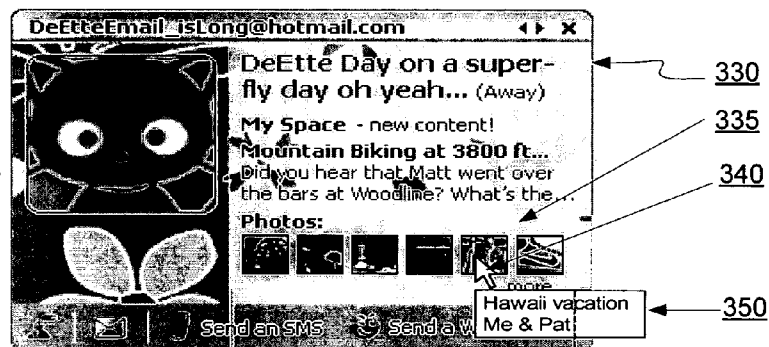 DeEtteEmail_isLong@hotmail.com
DeEtte Day on a super-
fly day oh yeah... (Away)
My Space - new content!
Mountain Biking at 3800 ft...
Did you hear that Matt went over
the bars at Woodline? What's the...
Photos:
more
Hawaii vacation
Me & Pat
Send an SMS
Send a W
330
335
340
350